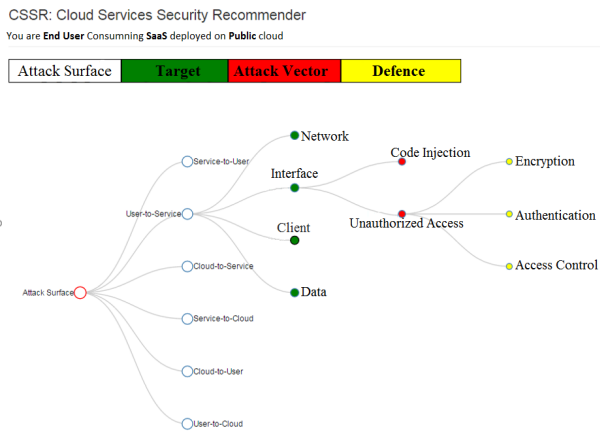 CSSR: Cloud Services Security Recommender
You are End User Consumning SaaS deployed on Public cloud
Attack Surface Target Attack Vector Defence
Network
Code Injection
Service-to-User
Encryption
Interface
User-to-Service
Unauthorized Access
Authentication
Client
Cloud-to-Service
Access Control
Attack Surface
Data
Service-to-Cloud
Cloud-to-User
User-to-Cloud